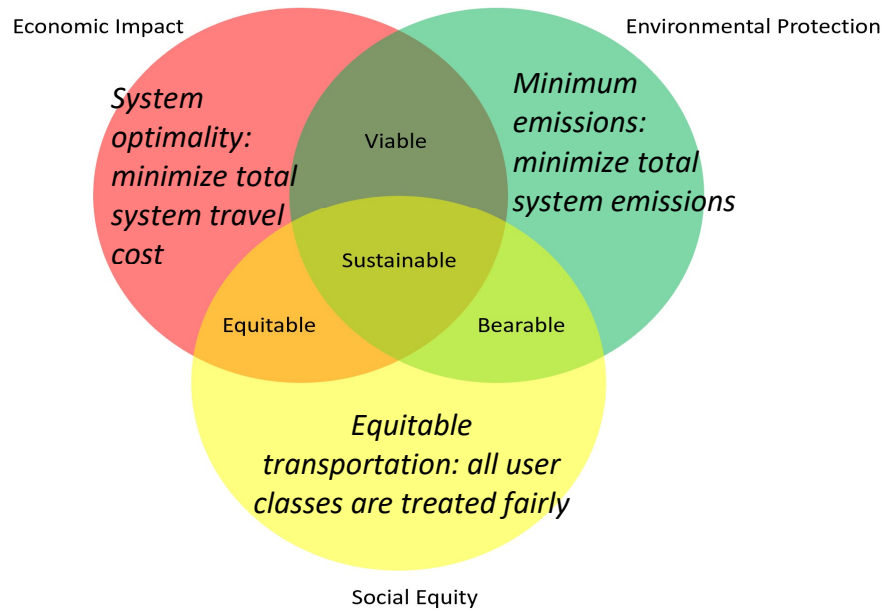 Economic Impact
Environmental Protection
System
optimality:
minimize total
system travel
cost
Viable
Minimum
emissions:
minimize total
system emissions
Sustainable
Equitable
Bearable
Equitable
transportation: all user
classes are treated fairly
Social Equity